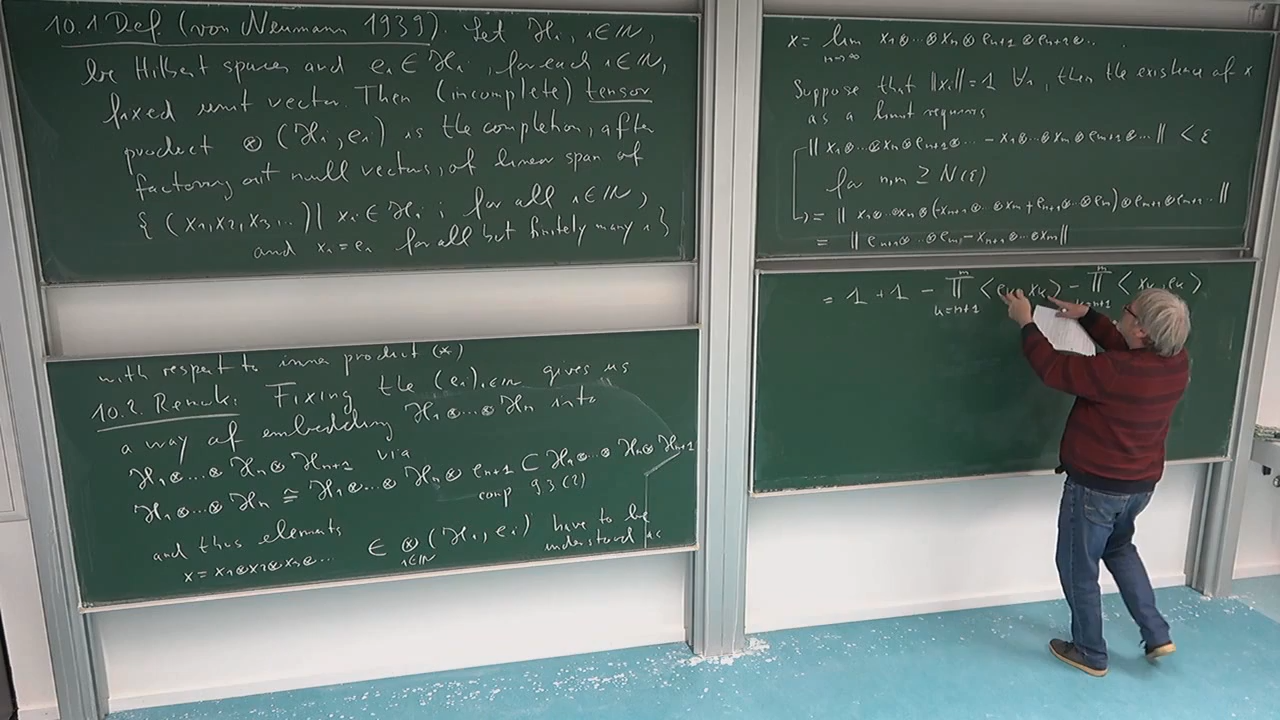 10.1. Def. (von Neumann 1939). Let ℋᵢ, i∈ℕ,
be Hilbert spaces and eᵢ ∈ ℋᵢ, for each i∈ℕ,
fixed unit vector. Then (incomplete) tensor
product ⊗(ℋᵢ,eᵢ) is the completion, after
factoring out null vectors, of linear span of
{(x₁,x₂,x₃...) | xᵢ∈ℋᵢ for all i∈ℕ,
and xᵢ=eᵢ for all but finitely many i}
with respect to inner product (*)
10.2. Remark: Fixing the (eᵢ)ᵢ∈ℕ gives us
a way of embedding ℋ₁⊗...⊗ℋₙ into
ℋ₁⊗...⊗ℋₙ⊗ℋₙ₊₁ via
ℋ₁⊗...⊗ℋₙ ≅ ℋ₁⊗...⊗ℋₙ⊗eₙ₊₁ ⊂ ℋ₁⊗...⊗ℋₙ⊗ℋₙ₊₁
comp 9.3(2)
and thus elements
x = x₁⊗x₂⊗x₃⊗... ∈ ⊗ᵢ∈ℕ (ℋᵢ,eᵢ) have to be
understood as
x = lim n→∞ x₁⊗...⊗xₙ⊗eₙ₊₁⊗eₙ₊₂⊗...
Suppose that ||xᵢ||=1 ∀i, then the existence of x
as a limit requires
||x₁⊗...⊗xₙ⊗eₙ₊₁⊗... - x₁⊗...⊗xₘ⊗eₘ₊₁⊗...|| < ε
for n,m ≥ N(ε)
= ||x₁⊗...⊗xₙ⊗(-xₙ₊₁⊗...⊗xₘ+eₙ₊₁⊗...⊗eₘ)⊗eₘ₊₁⊗eₘ₊₂...||
= ||eₙ₊₁⊗...⊗eₘ-xₙ₊₁⊗...⊗xₘ||
= 1 + 1 - ∏ₖ₌ₙ₊₁ᵐ ⟨eₖ,xₖ⟩ - ∏ₖ₌ₙ₊₁ᵐ ⟨xₖ,eₖ⟩